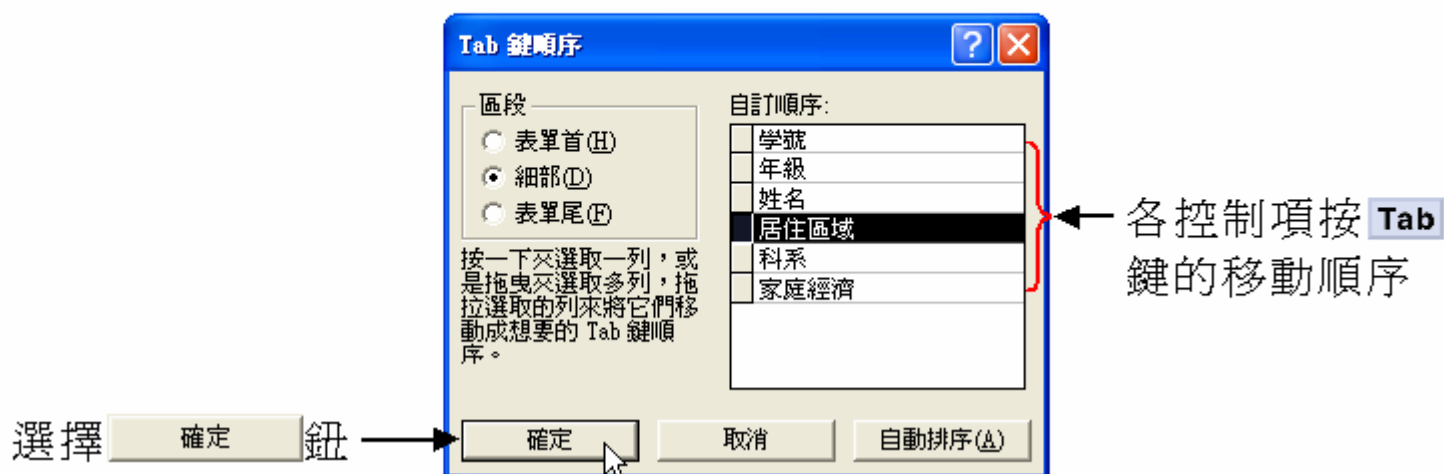 Tab 鍵順序
區段
表單首(H)
細部(D)
表單尾(F)
按一下來選取一列，或
是拖曳來選取多列，拖
拉選取的列來將它們移
動成想要的 Tab 鍵順
序。
自訂順序:
學號
年級
姓名
居住區域
科系
家庭經濟
各控制項按 Tab
鍵的移動順序
選擇 確定 鈕
確定
取消
自動排序(A)